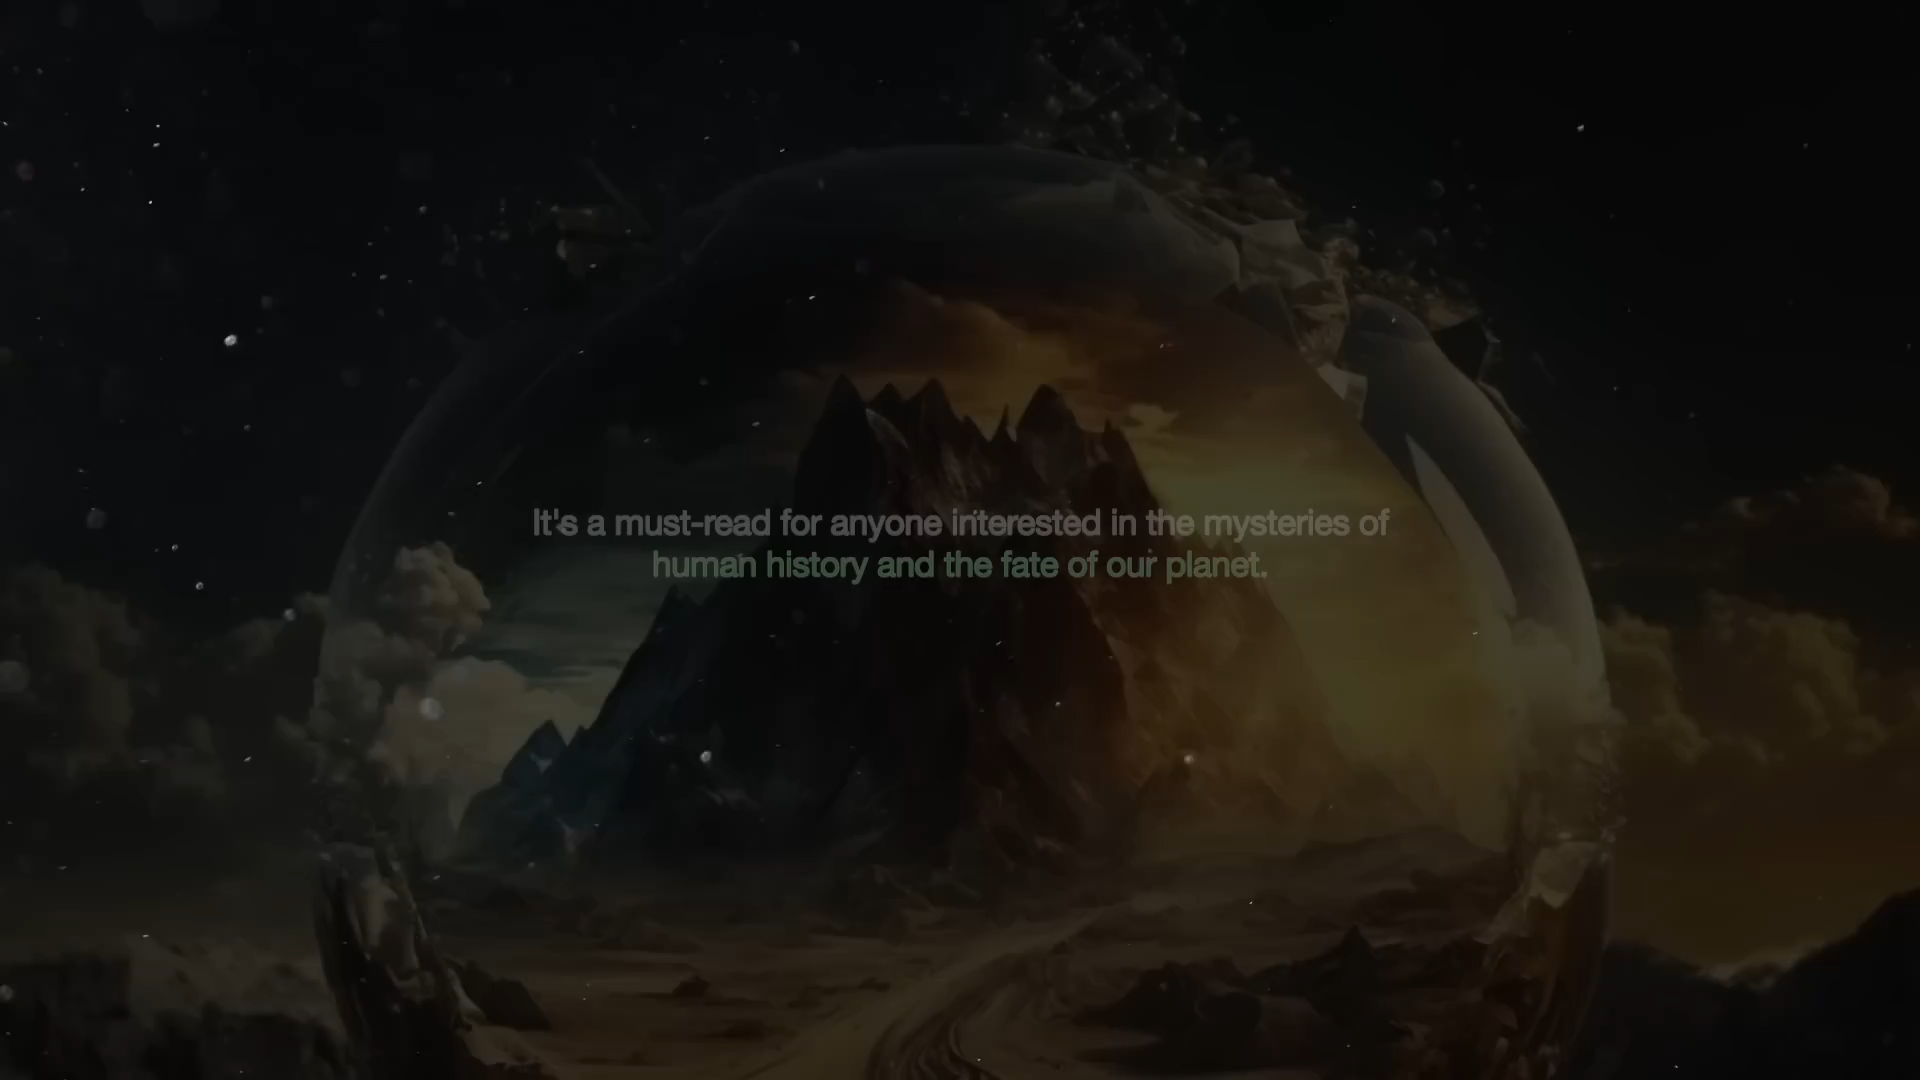 It's a must-read for anyone interested in the mysteries of
human history and the fate of our planet.